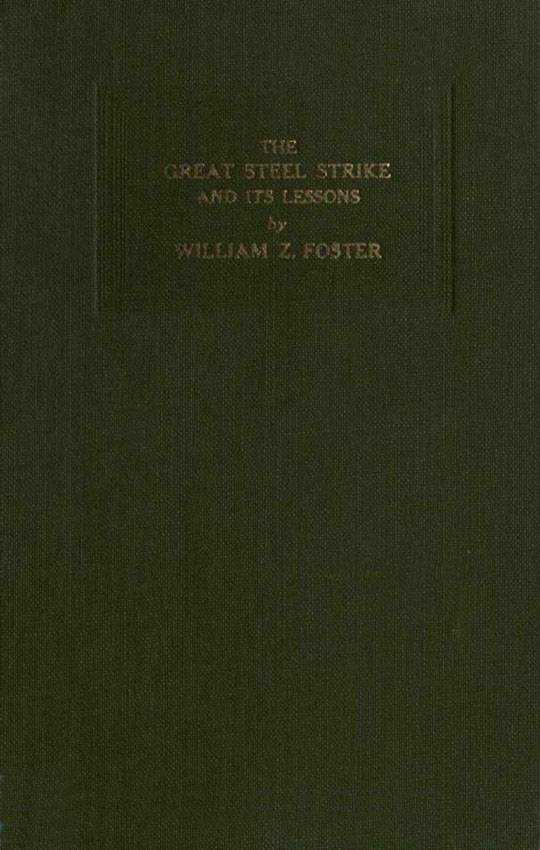 THE
GREAT STEEL STRIKE
AND ITS LESSONS
by
WILLIAM Z. FOSTER